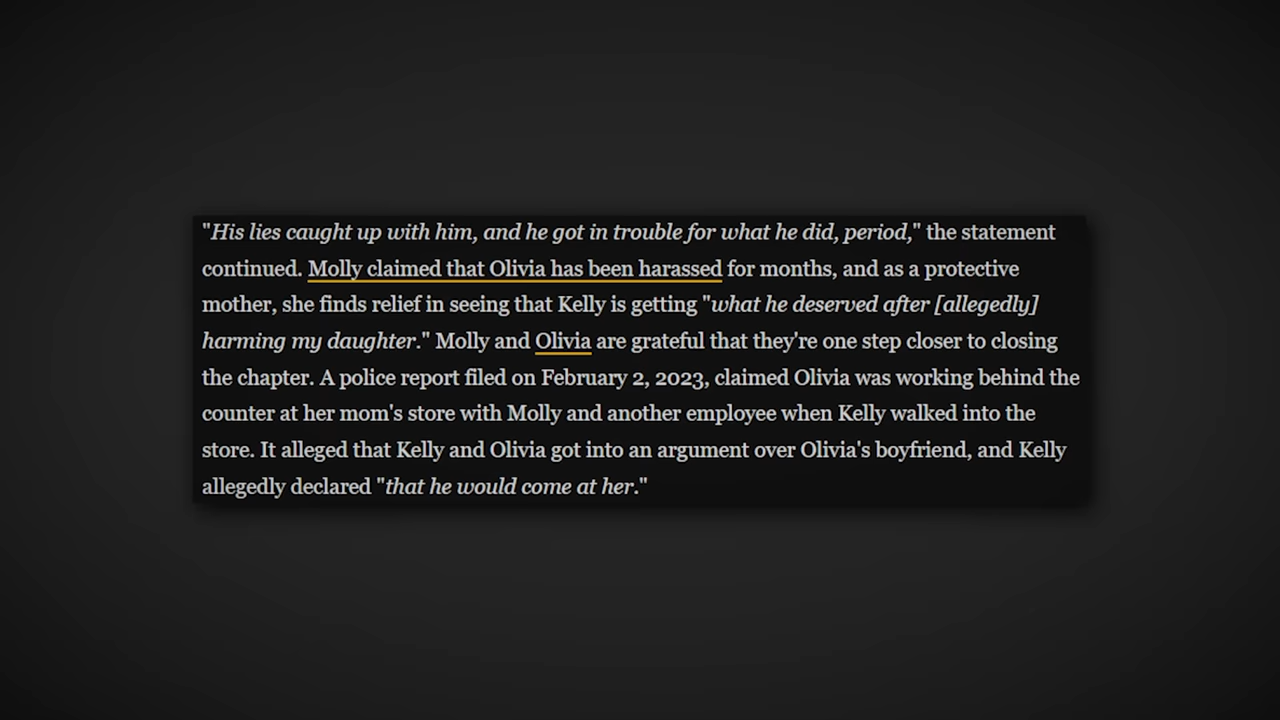 "His lies caught up with him, and he got in trouble for what he did, period," the statement
continued. Molly claimed that Olivia has been harassed for months, and as a protective
mother, she finds relief in seeing that Kelly is getting "what he deserved after [allegedly]
harming my daughter." Molly and Olivia are grateful that they're one step closer to closing
the chapter. A police report filed on February 2, 2023, claimed Olivia was working behind the
counter at her mom's store with Molly and another employee when Kelly walked into the
store. It alleged that Kelly and Olivia got into an argument over Olivia's boyfriend, and Kelly
allegedly declared "that he would come at her."